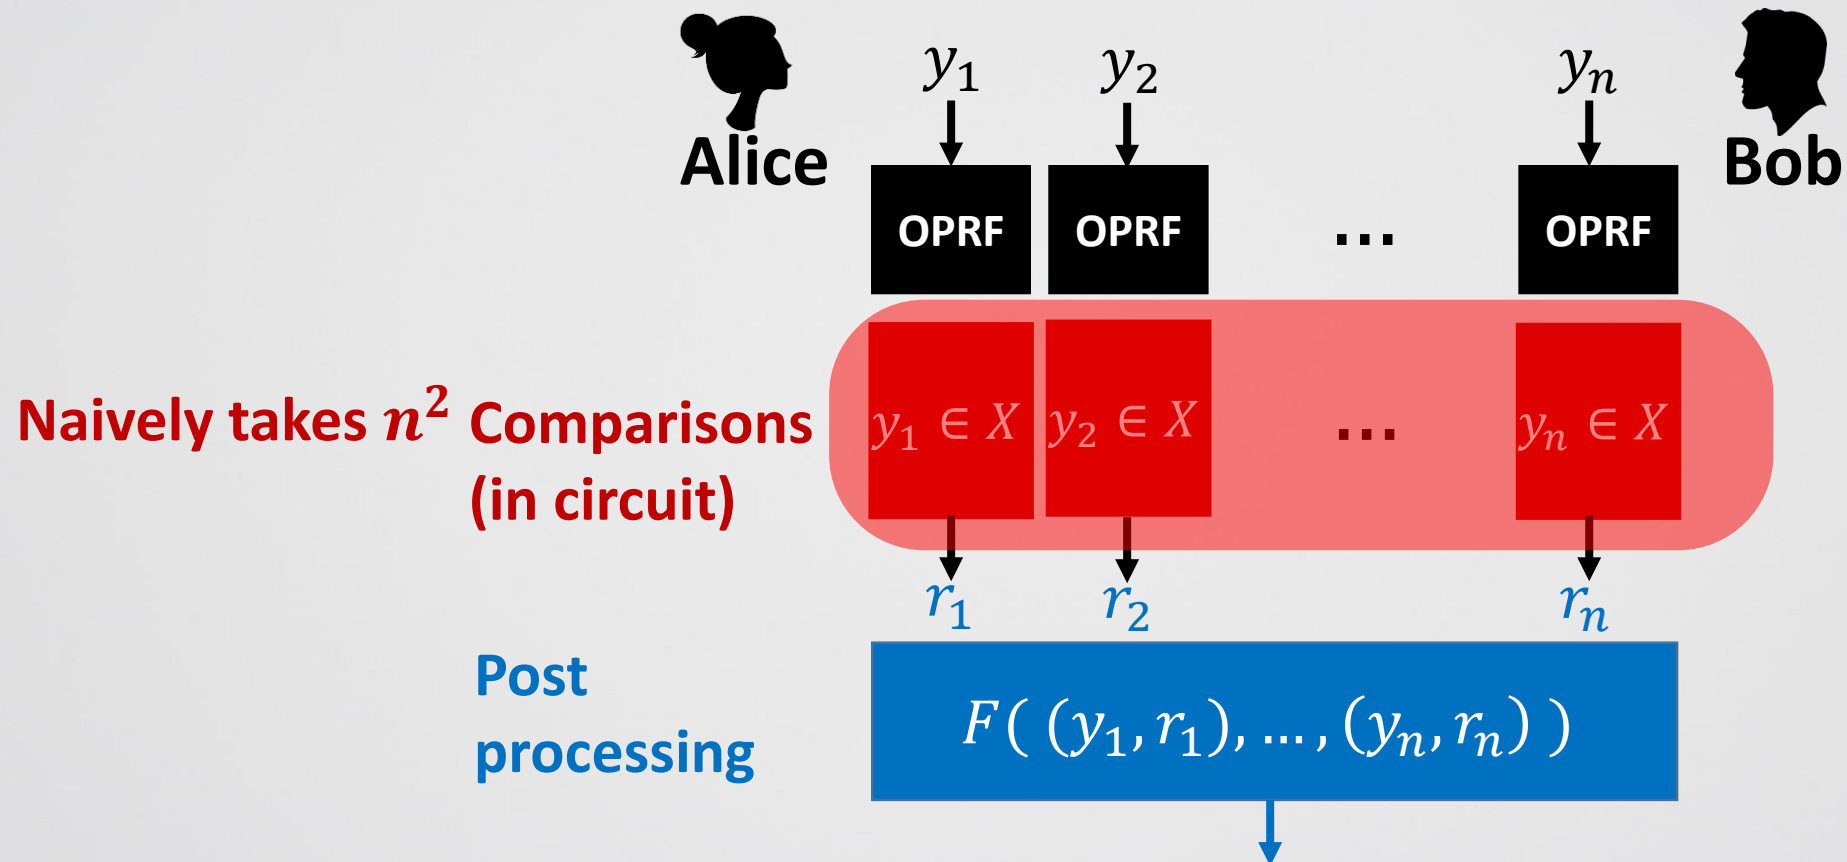 Alice
Bob
y₁ y₂ yₙ
OPRF OPRF ... OPRF
Naively takes n² Comparisons
(in circuit)
y₁ ∈ X y₂ ∈ X ... yₙ ∈ X
r₁ r₂ rₙ
Post
processing
F( (y₁, r₁), ... , (yₙ, rₙ) )